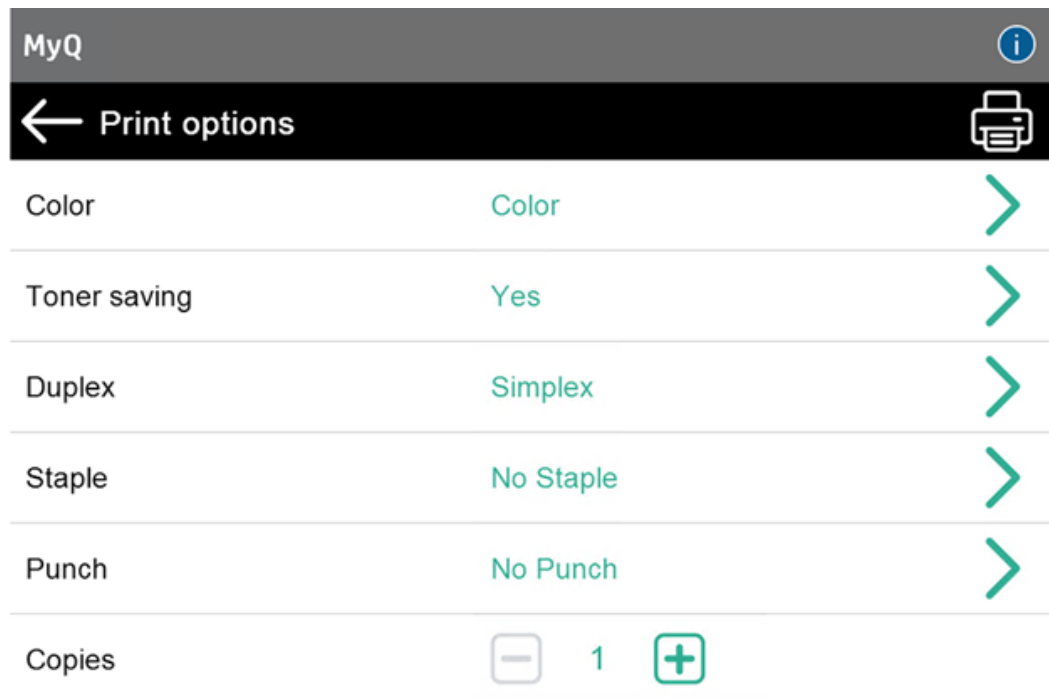 MyQ
i
Print options
Color Color
Toner saving Yes
Duplex Simplex
Staple No Staple
Punch No Punch
Copies 1